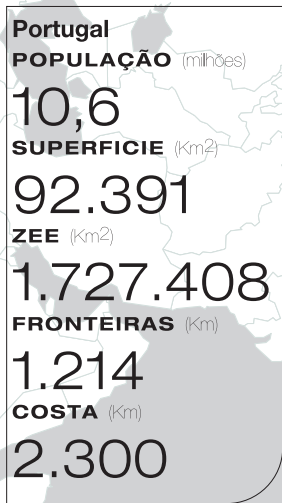 Portugal
POPULAÇÃO (milhões)
10,6
SUPERFICIE (Km2)
92.391
ZEE (Km2)
1.727.408
FRONTEIRAS (Km)
1.214
COSTA (Km)
2.300